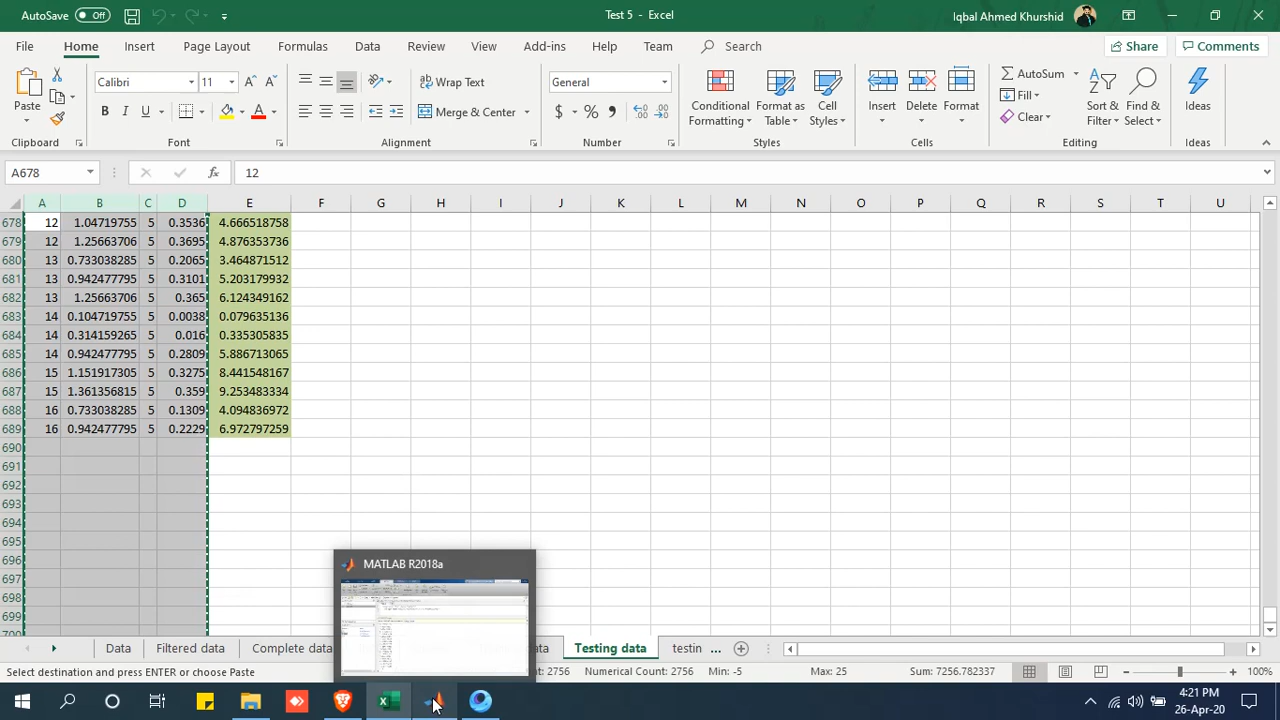 AutoSave Off Test 5 - Excel Iqbal Ahmed Khurshid
File Home Insert Page Layout Formulas Data Review View Add-ins Help Team Search Share Comments
Calibri 11 Wrap Text General AutoSum
Fill
Paste B I U Merge & Center $ % , Conditional Formatting Format as Table Cell Styles Insert Delete Format Clear Sort & Filter Find & Select Ideas
Clipboard Font Alignment Number Styles Cells Editing Ideas
A678 fx 12
A B C D E F G H I J K L M N O P Q R S T U
678 12 1.04719755 5 0.3536 4.666518758
679 12 1.25663706 5 0.3695 4.876353736
680 13 0.733038285 5 0.2065 3.464871512
681 13 0.942477795 5 0.3101 5.203179932
682 13 1.25663706 5 0.365 6.124349162
683 14 0.104719755 5 0.0038 0.079635136
684 14 0.314159265 5 0.016 0.335305835
685 14 0.942477795 5 0.2809 5.886713065
686 15 1.151917305 5 0.3275 8.441548167
687 15 1.361356815 5 0.359 9.253483334
688 16 0.733038285 5 0.1309 4.094836972
689 16 0.942477795 5 0.2229 6.972797259
690
691
692
693
694
695
696
697
698
699
MATLAB R2018a
Data Filtered data Complete data Testing data testin ...
Select destination and press ENTER or choose Paste Count: 2756 Numerical Count: 2756 Min: -5 Max: 25 Sum: 7256.782337 100%
4:21 PM
26-Apr-20